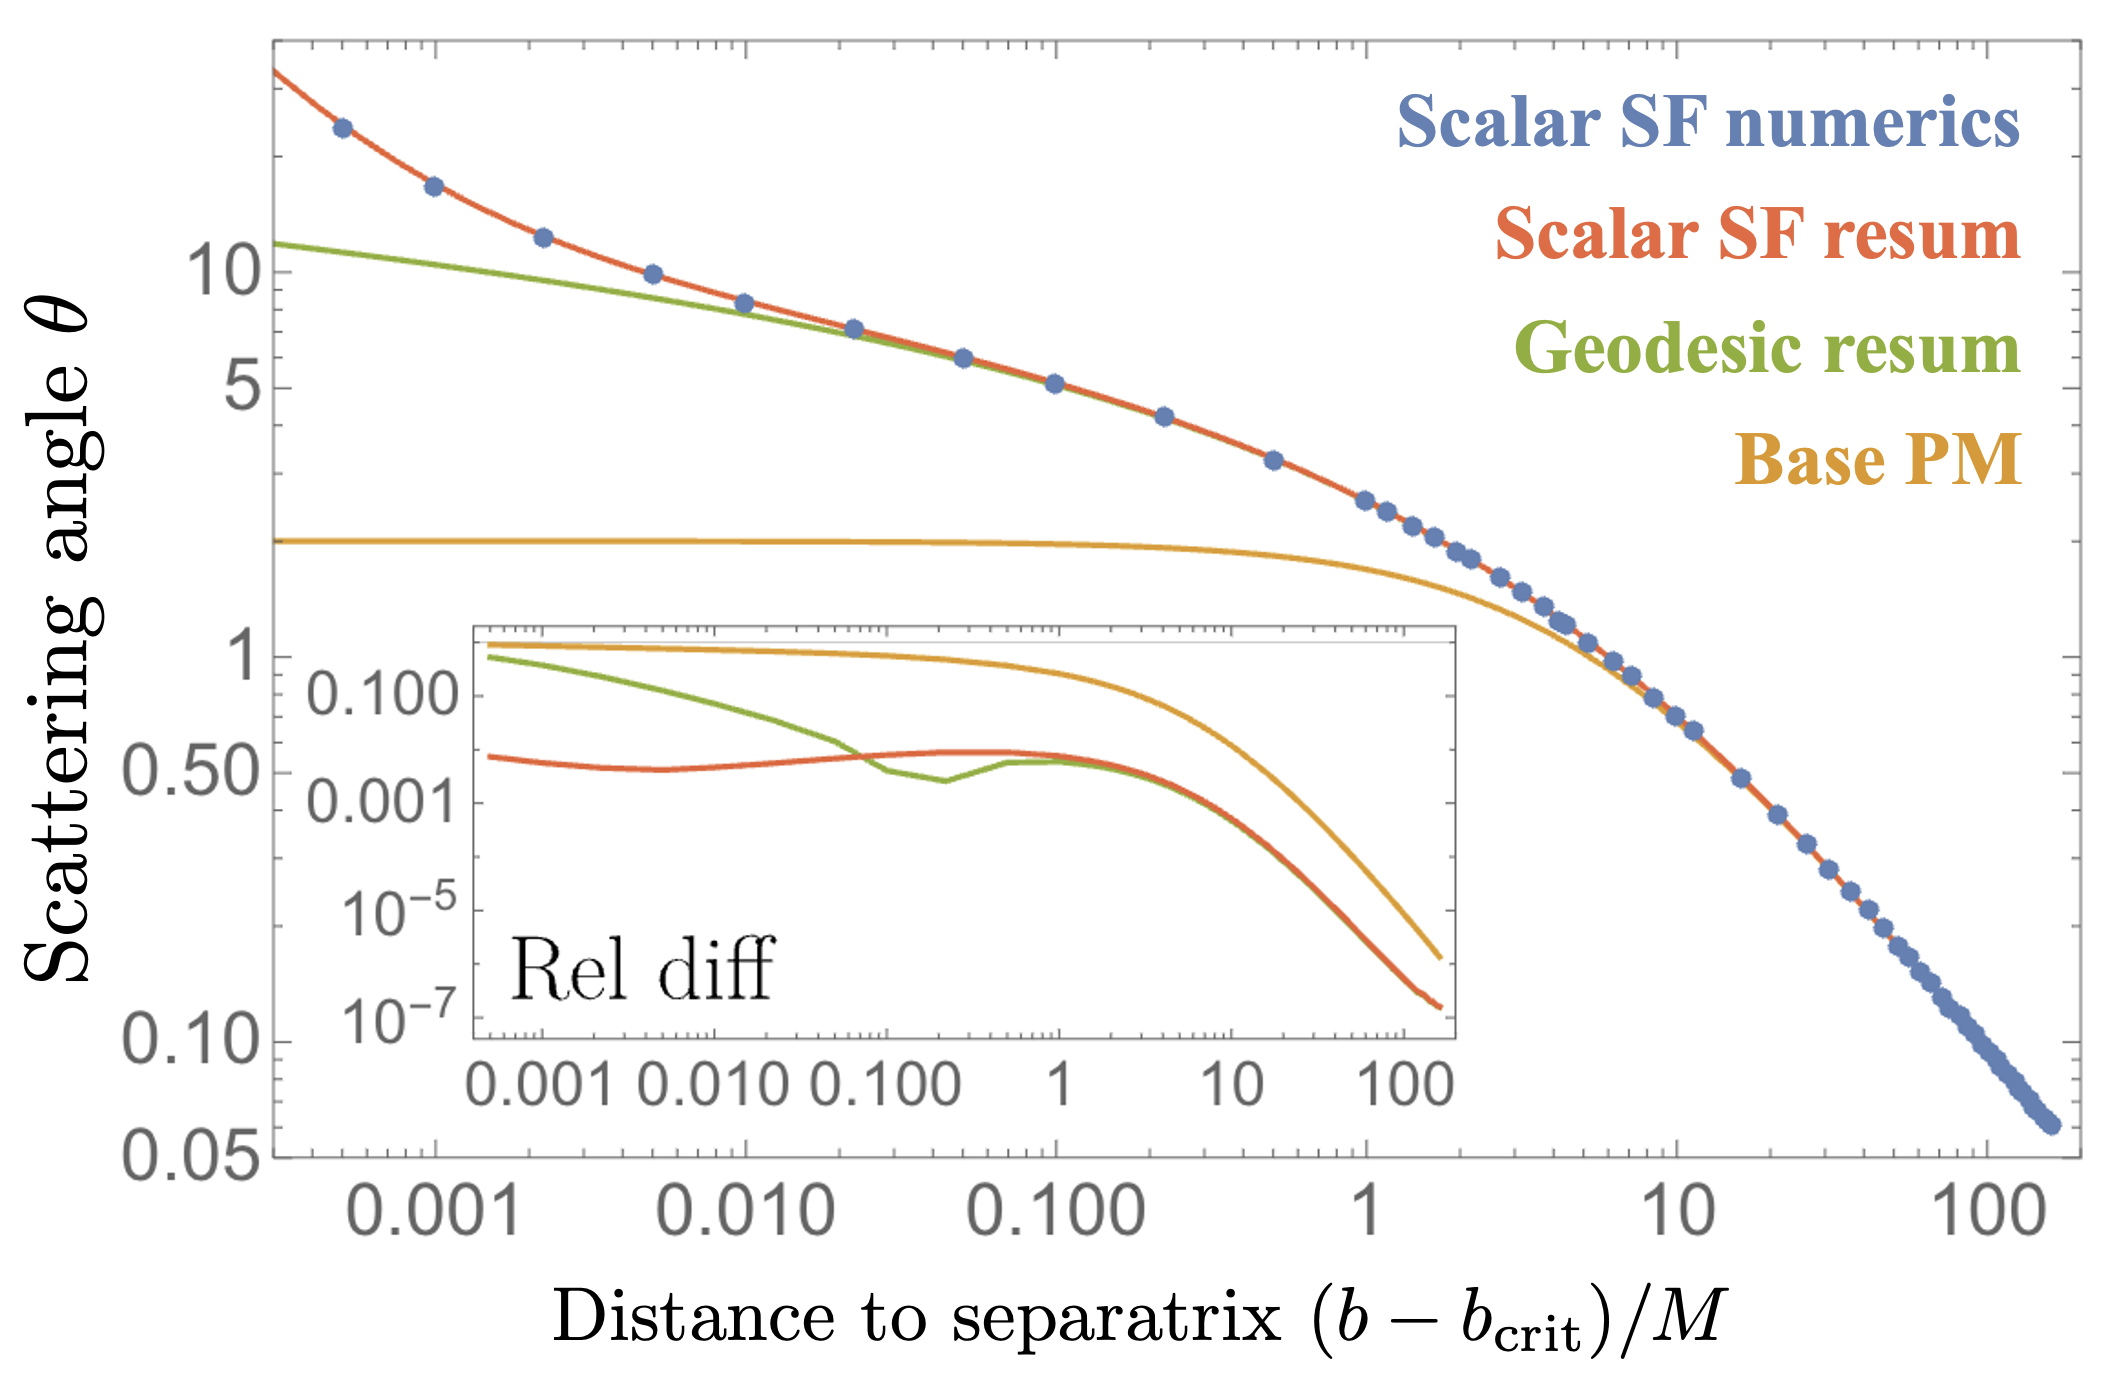 Scalar SF numerics
Scalar SF resum
Geodesic resum
Base PM
Scattering angle θ
10
5
1
0.50
0.10
0.05
0.100
0.001
10⁻⁵
10⁻⁷
Rel diff
0.001 0.010 0.100 1 10 100
0.001 0.010 0.100 1 10 100
Distance to separatrix (b − b_crit)/M